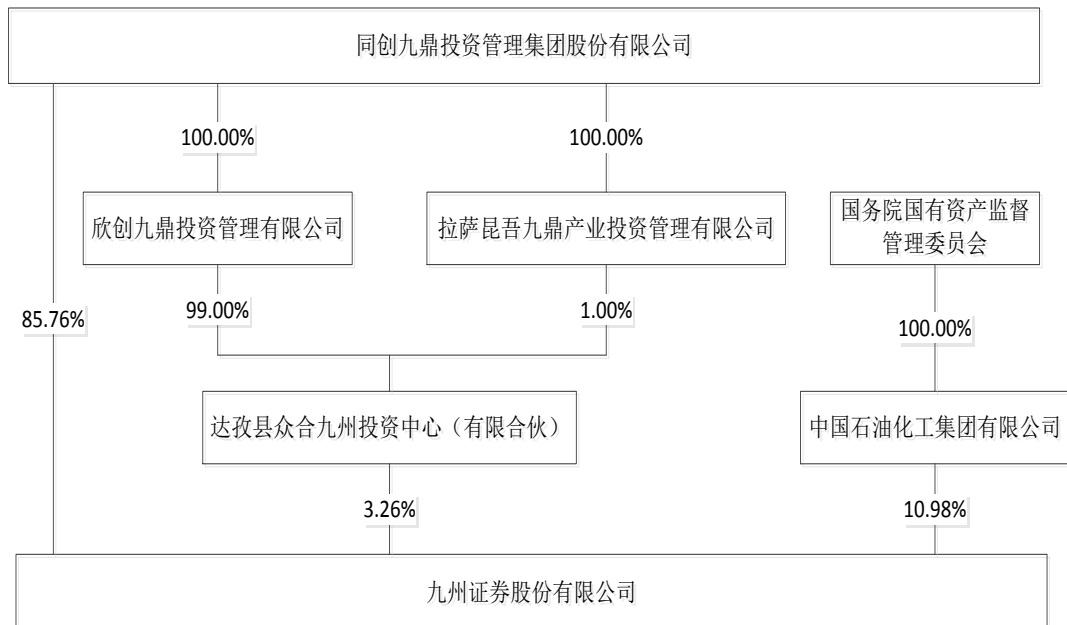 同创九鼎投资管理集团股份有限公司
100.00%
100.00%
欣创九鼎投资管理有限公司
拉萨昆吾九鼎产业投资管理有限公司
国务院国有资产监督
管理委员会
85.76%
99.00%
1.00%
100.00%
达孜县众合九州投资中心（有限合伙）
中国石油化工集团有限公司
3.26%
10.98%
九州证券股份有限公司